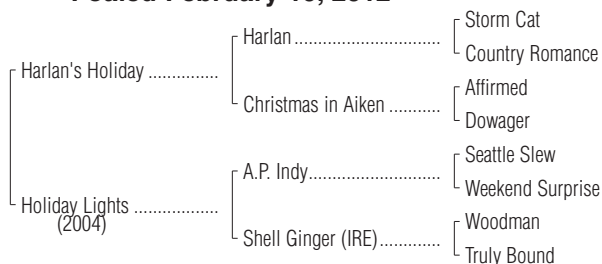 Foaled February 18, 2012
Storm Cat
Harlan
Country Romance
Harlan's Holiday
Affirmed
Christmas in Aiken
Dowager
Seattle Slew
A.P. Indy
Weekend Surprise
Holiday Lights
(2004)
Woodman
Shell Ginger (IRE)
Truly Bound